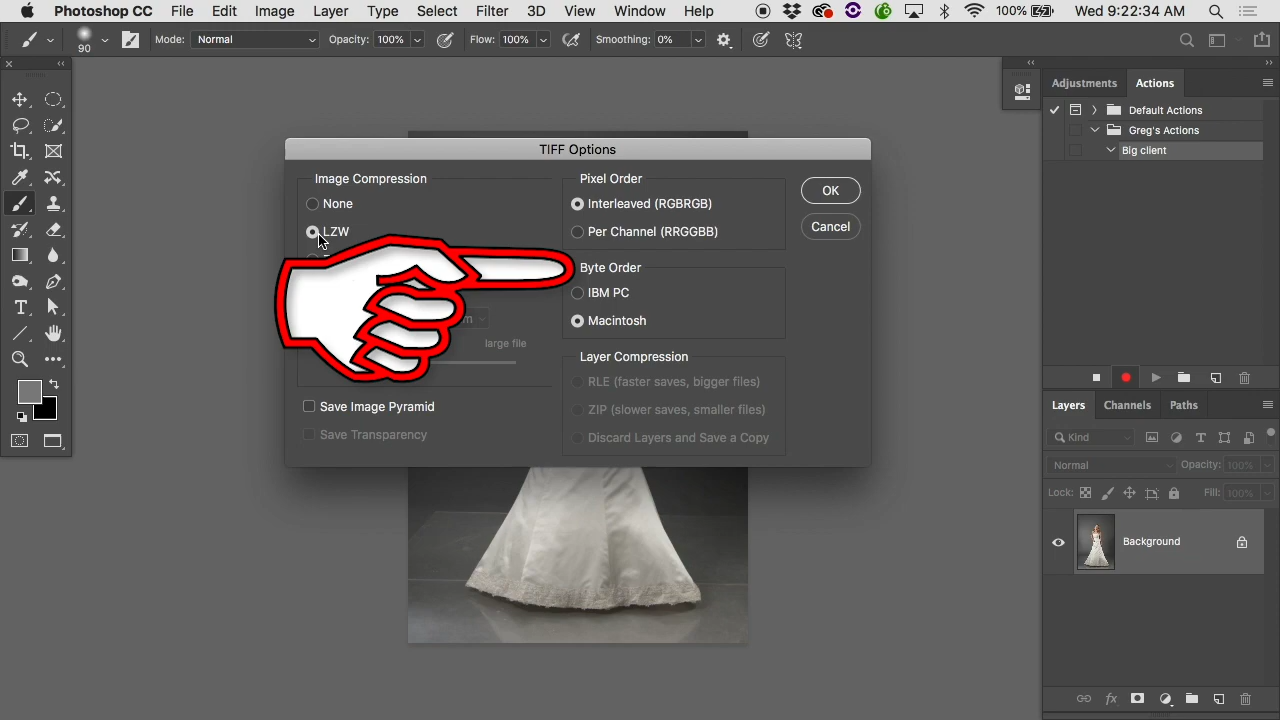 Photoshop CC File Edit Image Layer Type Select Filter 3D View Window Help 100% Wed 9:22:34 AM
90 Mode: Normal Opacity: 100% Flow: 100% Smoothing: 0%
Adjustments Actions
Default Actions
Greg's Actions
Big client
TIFF Options
Image Compression
None
LZW
large file
Save Image Pyramid
Save Transparency
Pixel Order
Interleaved (RGBRGB)
Per Channel (RRGGBB)
Byte Order
IBM PC
Macintosh
Layer Compression
RLE (faster saves, bigger files)
ZIP (slower saves, smaller files)
Discard Layers and Save a Copy
OK
Cancel
Layers Channels Paths
Kind
Normal Opacity: 100%
Lock: Fill: 100%
Background
fx